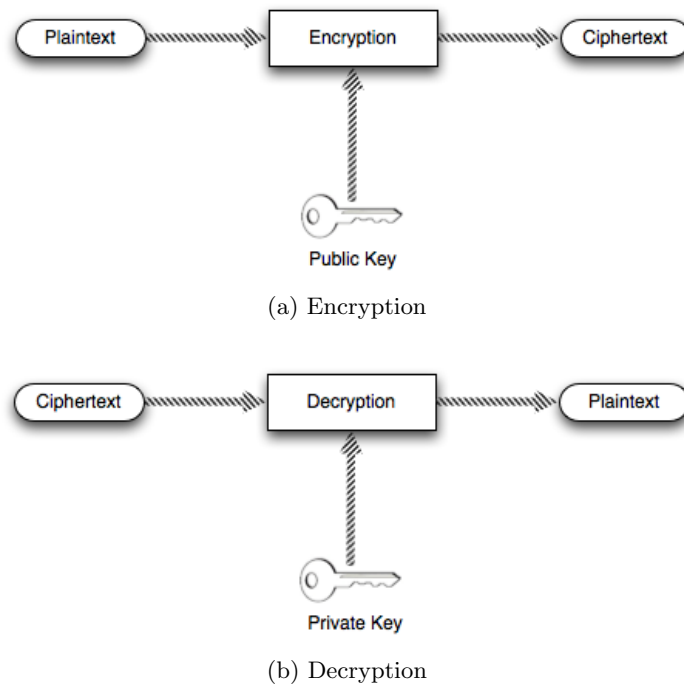 Plaintext Encryption Ciphertext
Public Key
(a) Encryption
Ciphertext Decryption Plaintext
Private Key
(b) Decryption